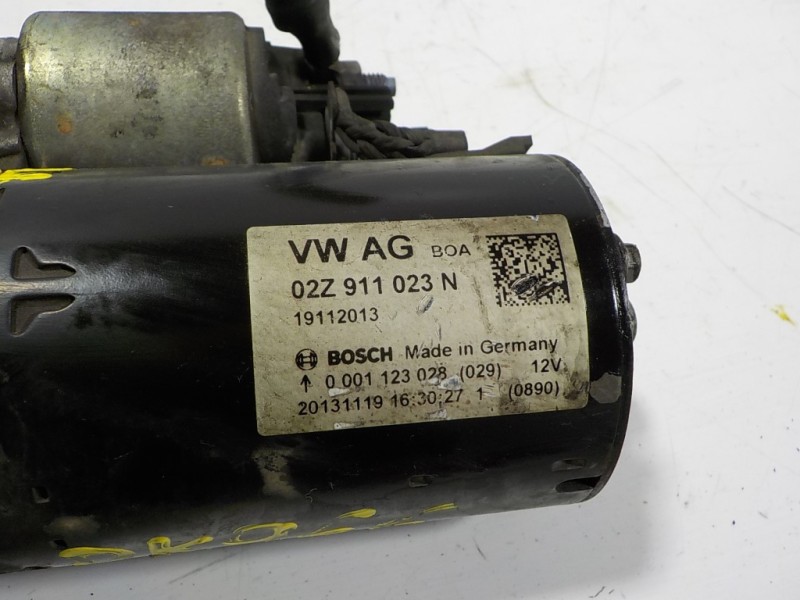 VW AG BOA
02Z 911 023 N
19112013
BOSCH Made in Germany
↑ 0 001 123 028 (029) 12V
20131119 16:30:27 1 (0890)